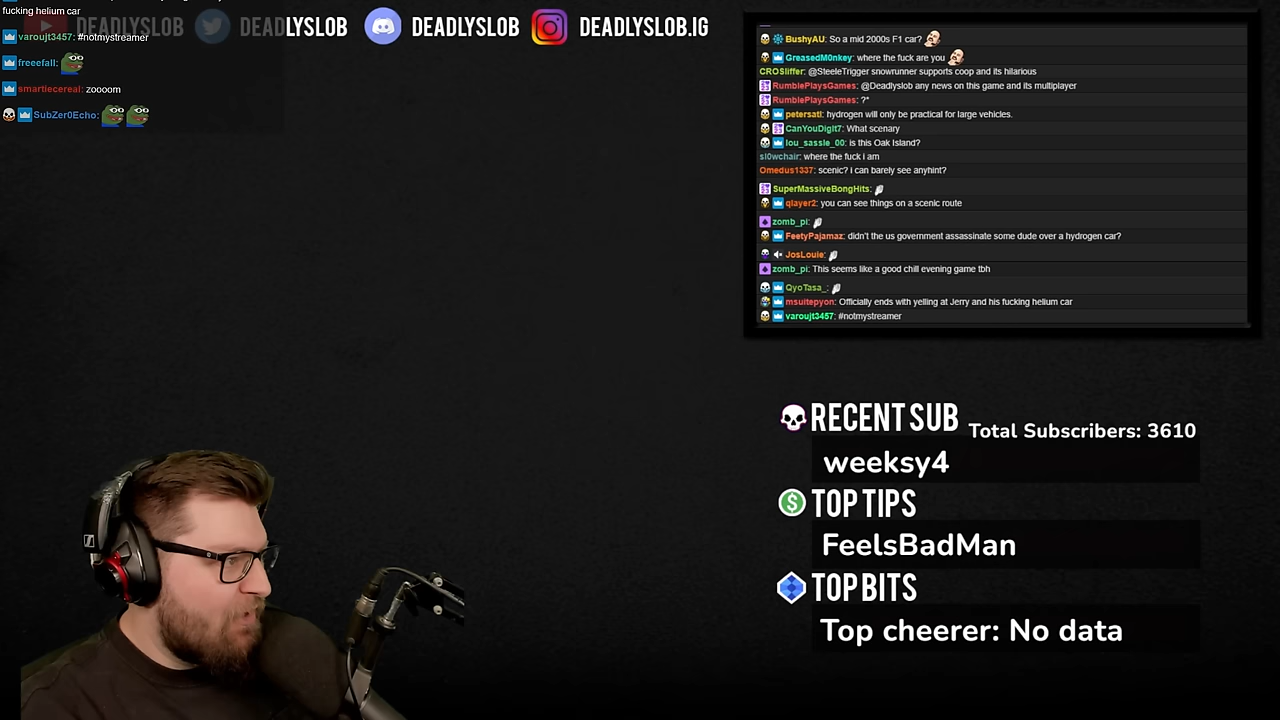 fucking helium car
varoujt3457: #notmystreamer
freeefall:
smartiecereal: zoooom
SubZer0Echo:
DEADLYSLOB
DEADLYSLOB
DEADLYSLOB
DEADLYSLOB.IG
BushyAU: So a mid 2000s F1 car?
GreasedM0nkey: where the fuck are you
CROSliffer: @SteeleTrigger snowrunner supports coop and its hilarious
RumblePlaysGames: @Deadlyslob any news on this game and its multiplayer
RumblePlaysGames: ?*
petersati: hydrogen will only be practical for large vehicles.
CanYouDigit7: What scenary
lou_sassle_00: is this Oak Island?
sl0wchair: where the fuck i am
Omedus1337: scenic? I can barely see anyhint?
SuperMassiveBongHits:
qlayer2: you can see things on a scenic route
zomb_pi:
FeetyPajamaz: didn't the us government assassinate some dude over a hydrogen car?
JosLouie:
zomb_pi: This seems like a good chill evening game tbh
QyoTasa_:
msuitepyon: Officially ends with yelling at Jerry and his fucking helium car
varoujt3457: #notmystreamer
RECENT SUB
Total Subscribers: 3610
weeksy4
TOP TIPS
FeelsBadMan
TOP BITS
Top cheerer: No data